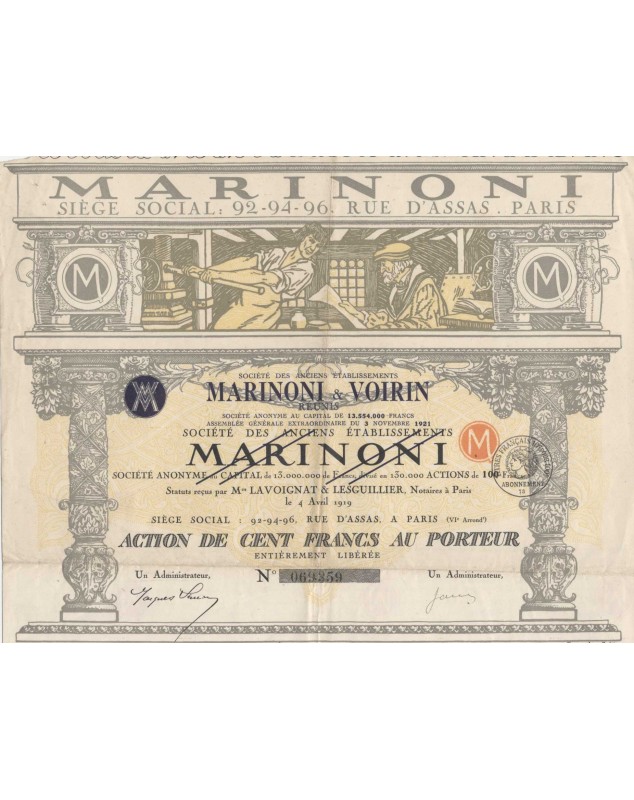 MARINONI
SIÈGE SOCIAL: 92-94-96, RUE D'ASSAS. PARIS
M
M
SOCIÉTÉ DES ANCIENS ÉTABLISSEMENTS
MARINONI & VOIRIN
RÉUNIS
SOCIÉTÉ ANONYME AU CAPITAL DE 13.554.000 FRANCS
ASSEMBLÉE GÉNÉRALE EXTRAORDINAIRE DU 3 NOVEMBRE 1921
SOCIÉTÉ DES ANCIENS ÉTABLISSEMENTS
MARINONI
M
SOCIÉTÉ ANONYME au CAPITAL de 13.000.000 de Francs, divisé en 130.000 ACTIONS de 100 F
Statuts reçus par Mes LAVOIGNAT & LESGUILLIER, Notaires à Paris
le 4 Avril 1919
ABONNEMENT
SIÈGE SOCIAL : 92-94-96, RUE D'ASSAS, A PARIS (VIe Arrondt)
ACTION DE CENT FRANCS AU PORTEUR
ENTIÈREMENT LIBÉRÉE
Un Administrateur,
N° 069359
Un Administrateur,